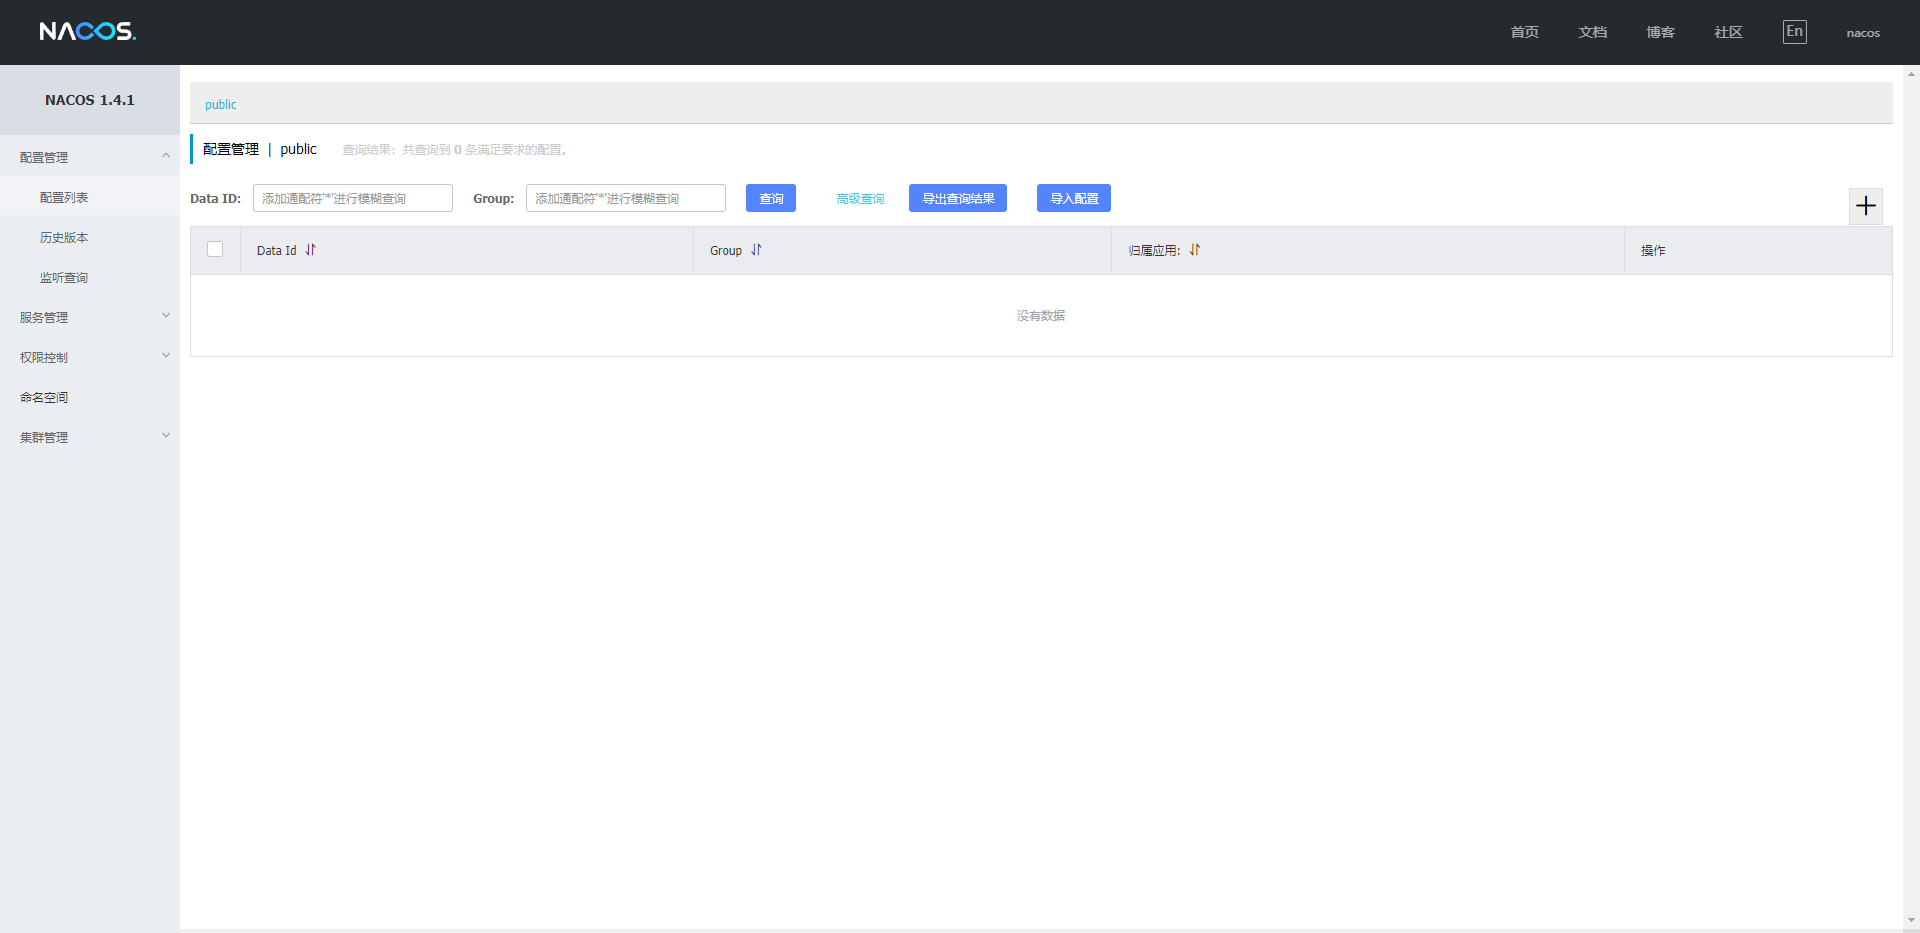 NACOS.
首页 文档 博客 社区 En nacos
NACOS 1.4.1
配置管理
配置列表
历史版本
监听查询
服务管理
权限控制
命名空间
集群管理
public
配置管理 | public 查询结果：共查询到 0 条满足要求的配置。
Data ID: 添加通配符'*'进行模糊查询 Group: 添加通配符'*'进行模糊查询 查询 高级查询 导出查询结果 导入配置
Data Id Group 归属应用: 操作
没有数据